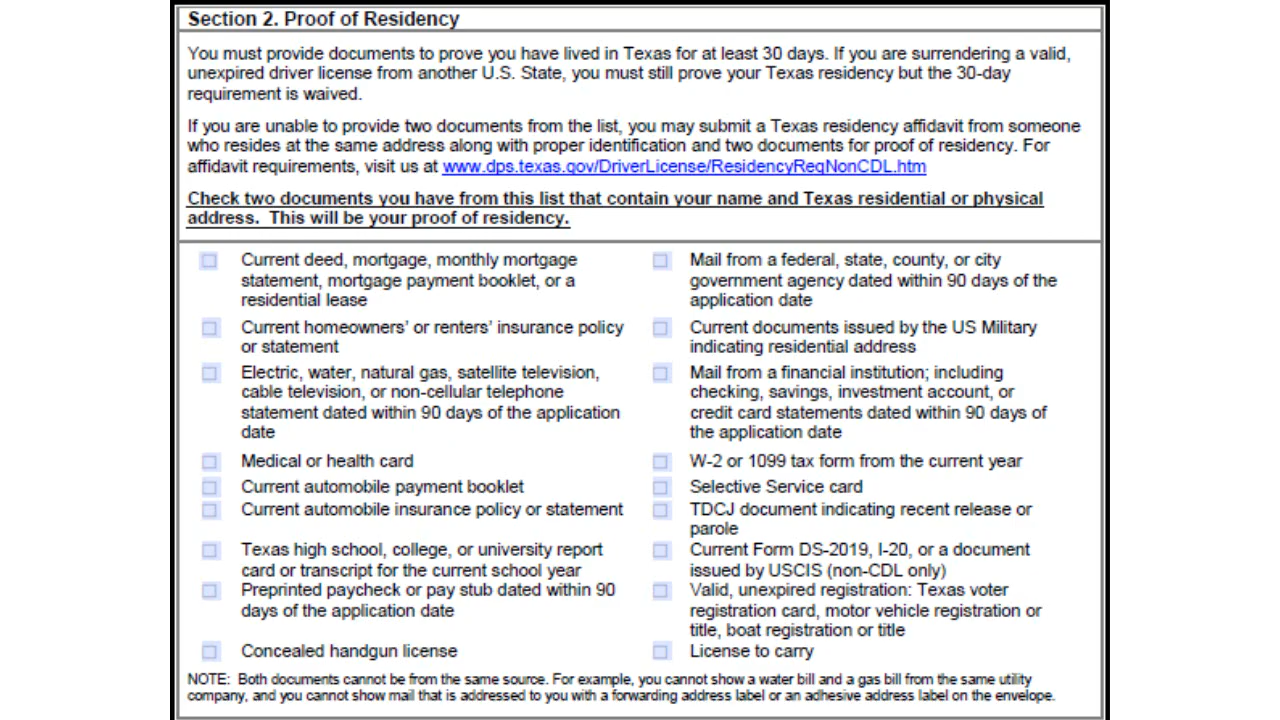 Section 2. Proof of Residency
You must provide documents to prove you have lived in Texas for at least 30 days. If you are surrendering a valid,
unexpired driver license from another U.S. State, you must still prove your Texas residency but the 30-day
requirement is waived.
If you are unable to provide two documents from the list, you may submit a Texas residency affidavit from someone
who resides at the same address along with proper identification and two documents for proof of residency. For
affidavit requirements, visit us at www.dps.texas.gov/DriverLicense/ResidencyReqNonCDL.htm
Check two documents you have from this list that contain your name and Texas residential or physical
address. This will be your proof of residency.
Current deed, mortgage, monthly mortgage
statement, mortgage payment booklet, or a
residential lease
Current homeowners' or renters' insurance policy
or statement
Electric, water, natural gas, satellite television,
cable television, or non-cellular telephone
statement dated within 90 days of the application
date
Medical or health card
Current automobile payment booklet
Current automobile insurance policy or statement
Texas high school, college, or university report
card or transcript for the current school year
Preprinted paycheck or pay stub dated within 90
days of the application date
Concealed handgun license
Mail from a federal, state, county, or city
government agency dated within 90 days of the
application date
Current documents issued by the US Military
indicating residential address
Mail from a financial institution; including
checking, savings, investment account, or
credit card statements dated within 90 days of
the application date
W-2 or 1099 tax form from the current year
Selective Service card
TDCJ document indicating recent release or
parole
Current Form DS-2019, I-20, or a document
issued by USCIS (non-CDL only)
Valid, unexpired registration: Texas voter
registration card, motor vehicle registration or
title, boat registration or title
License to carry
NOTE: Both documents cannot be from the same source. For example, you cannot show a water bill and a gas bill from the same utility
company, and you cannot show mail that is addressed to you with a forwarding address label or an adhesive address label on the envelope.